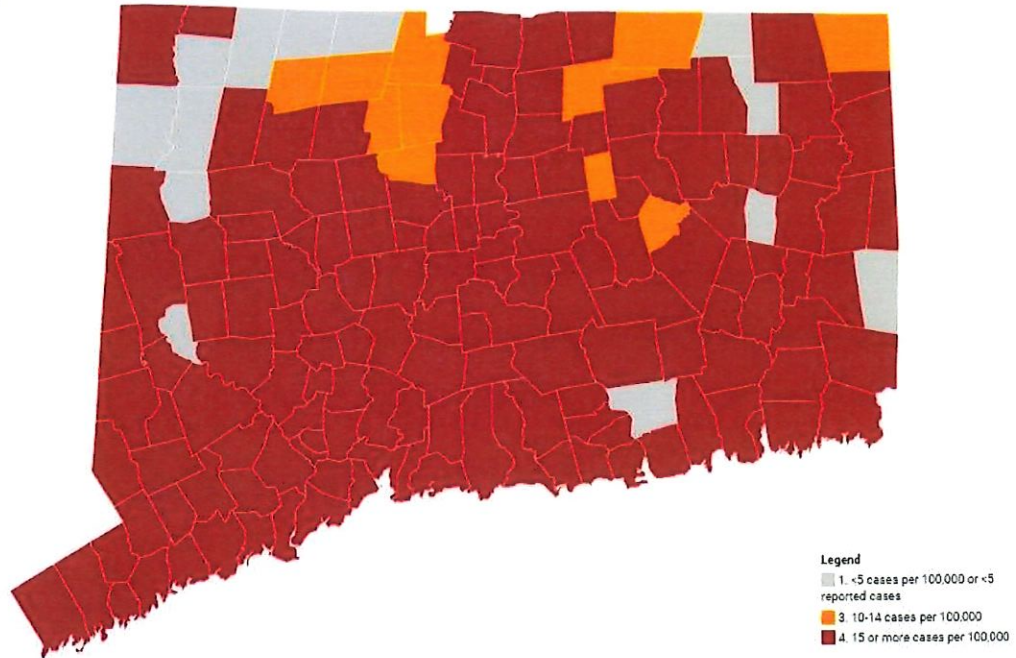 Legend
1. <5 cases per 100,000 or <5
reported cases
3. 10-14 cases per 100,000
4. 15 or more cases per 100,000